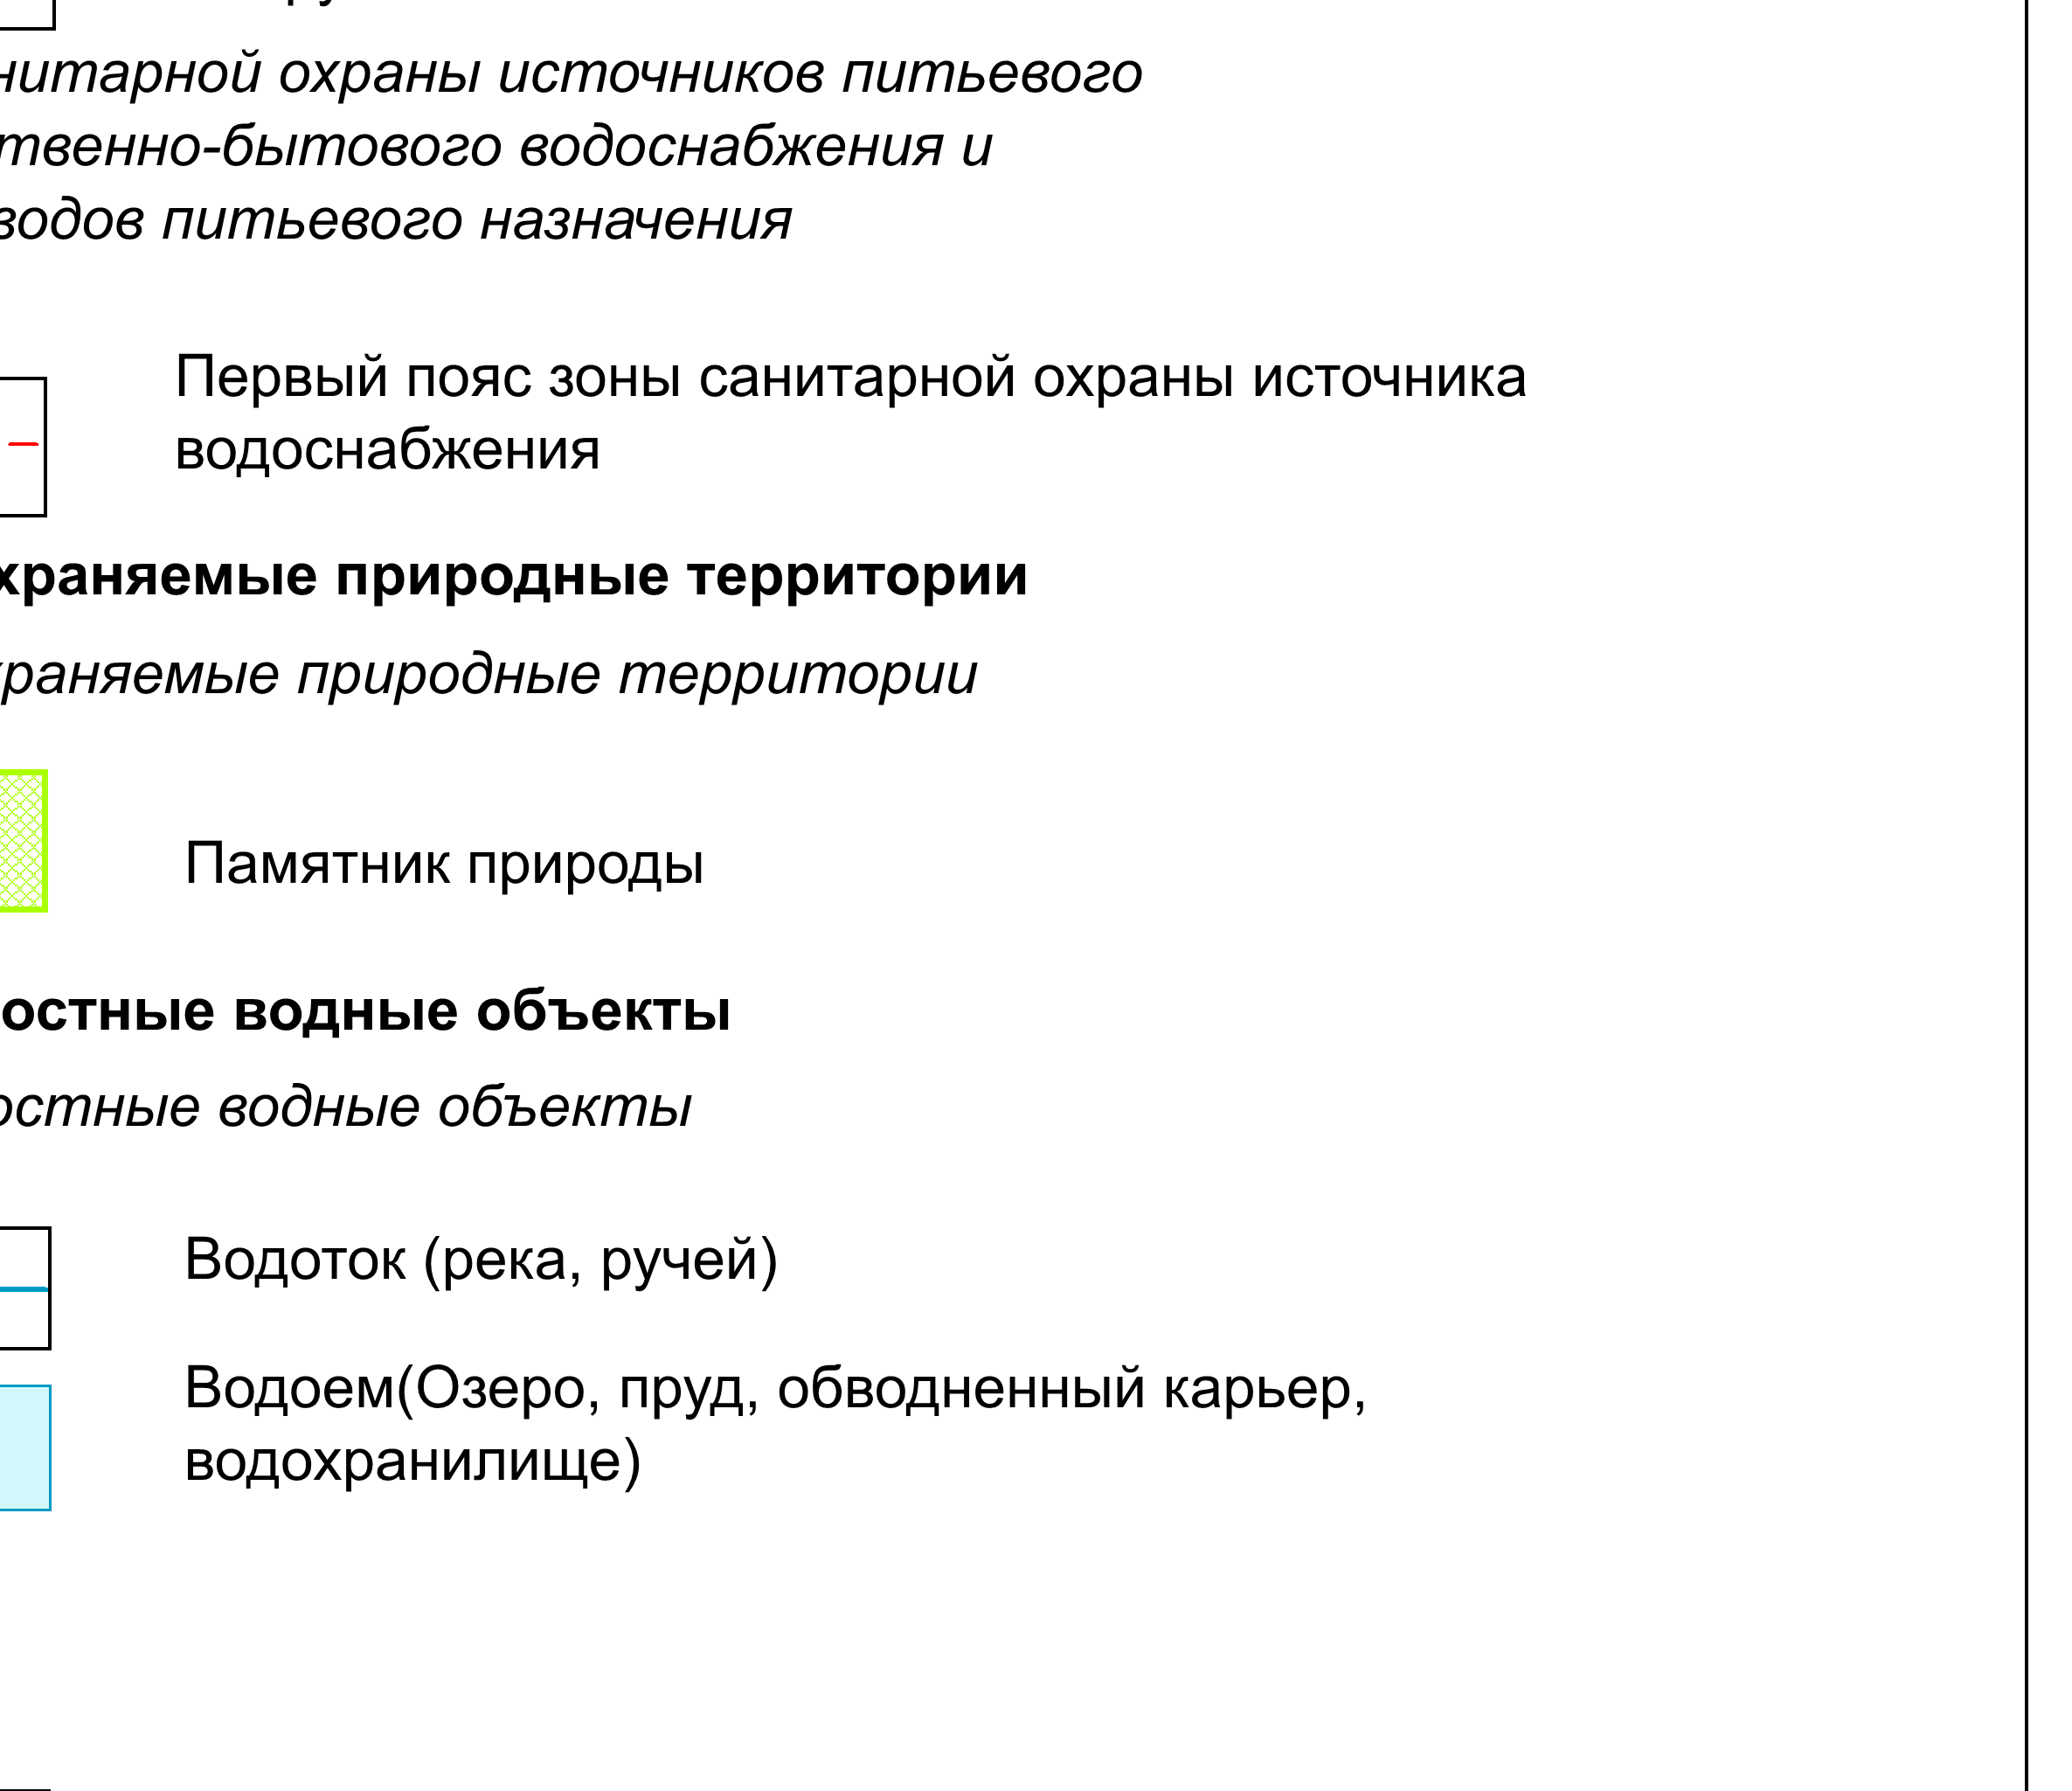 нитарной охраны источников питьевого
твенно-бытового водоснабжения и
водов питьевого назначения
Первый пояс зоны санитарной охраны источника
водоснабжения
храняемые природные территории
раняемые природные территории
Памятник природы
остные водные объекты
остные водные объекты
Водоток (река, ручей)
Водоем(Озеро, пруд, обводненный карьер,
водохранилище)